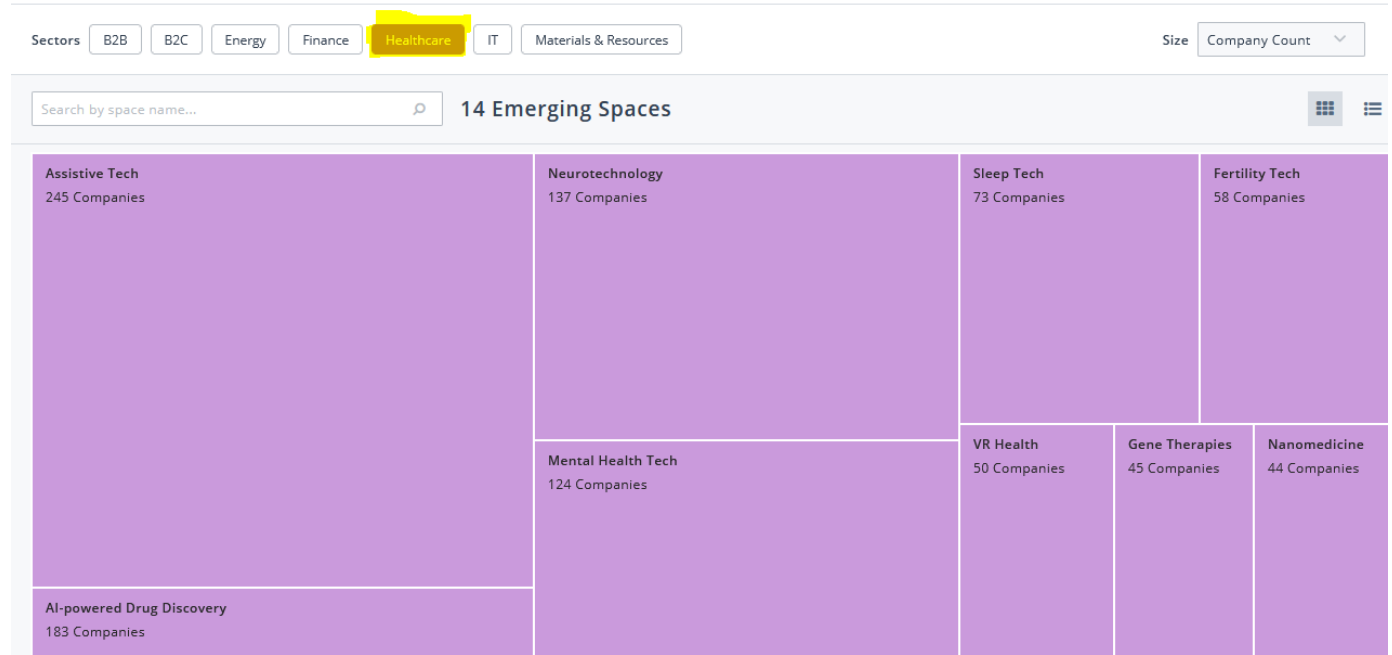 Sectors B2B B2C Energy Finance Healthcare IT Materials & Resources Size Company Count
Search by space name... 14 Emerging Spaces
Assistive Tech
245 Companies
Neurotechnology
137 Companies
Sleep Tech
73 Companies
Fertility Tech
58 Companies
Mental Health Tech
124 Companies
VR Health
50 Companies
Gene Therapies
45 Companies
Nanomedicine
44 Companies
AI-powered Drug Discovery
183 Companies